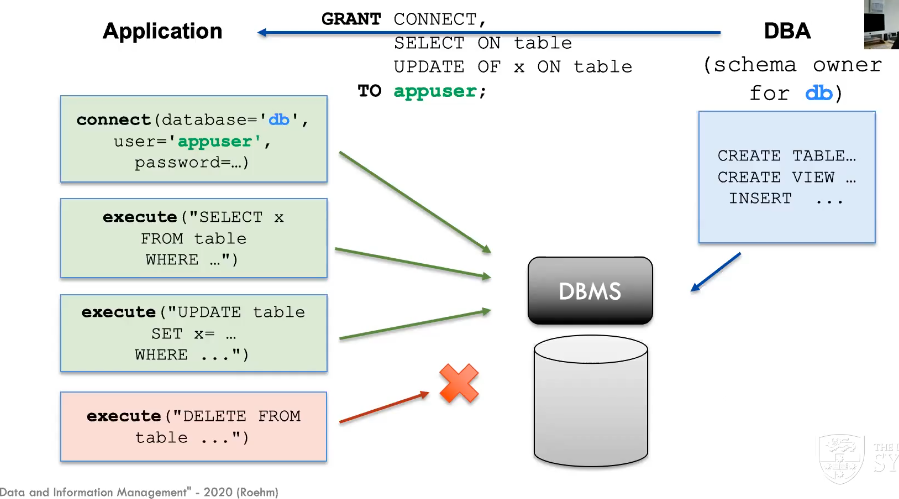 Application
GRANT CONNECT,
SELECT ON table
UPDATE OF x ON table
TO appuser;
DBA
(schema owner
for db)
connect(database='db',
user='appuser',
password=…)
execute("SELECT x
FROM table
WHERE …")
execute("UPDATE table
SET x= …
WHERE ...")
execute("DELETE FROM
table ...")
CREATE TABLE…
CREATE VIEW …
INSERT ...
DBMS
Data and Information Management" - 2020 (Roehm)
THE
SY